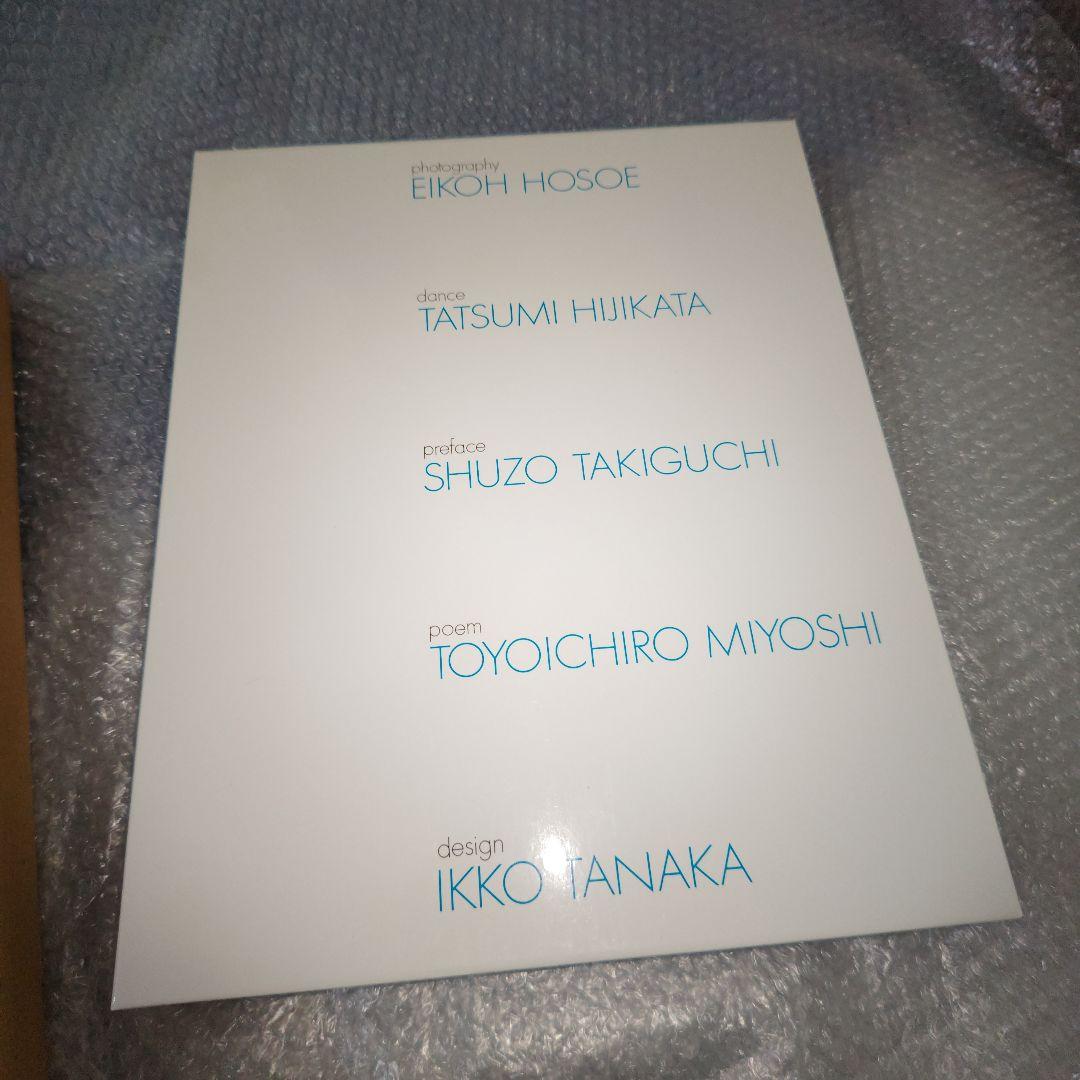 photography
EIKOH HOSOE
dance
TATSUMI HIJIKATA
preface
SHUZO TAKIGUCHI
poem
TOYOICHIRO MIYOSHI
design
IKKO TANAKA